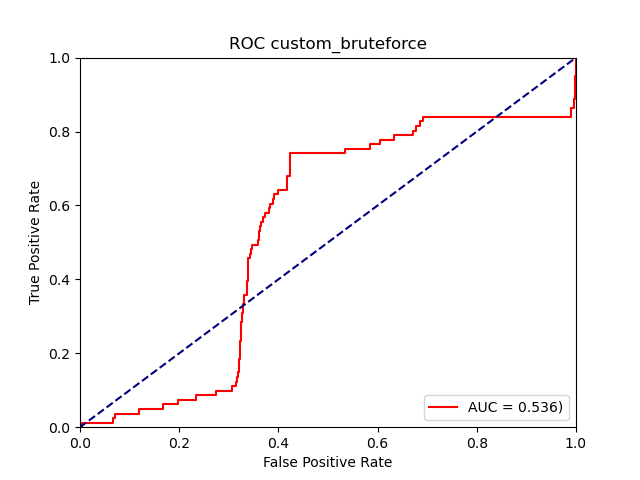 ROC custom_bruteforce
1.0
0.8
0.6
0.4
0.2
0.0
True Positive Rate
AUC = 0.536)
0.0 0.2 0.4 0.6 0.8 1.0
False Positive Rate